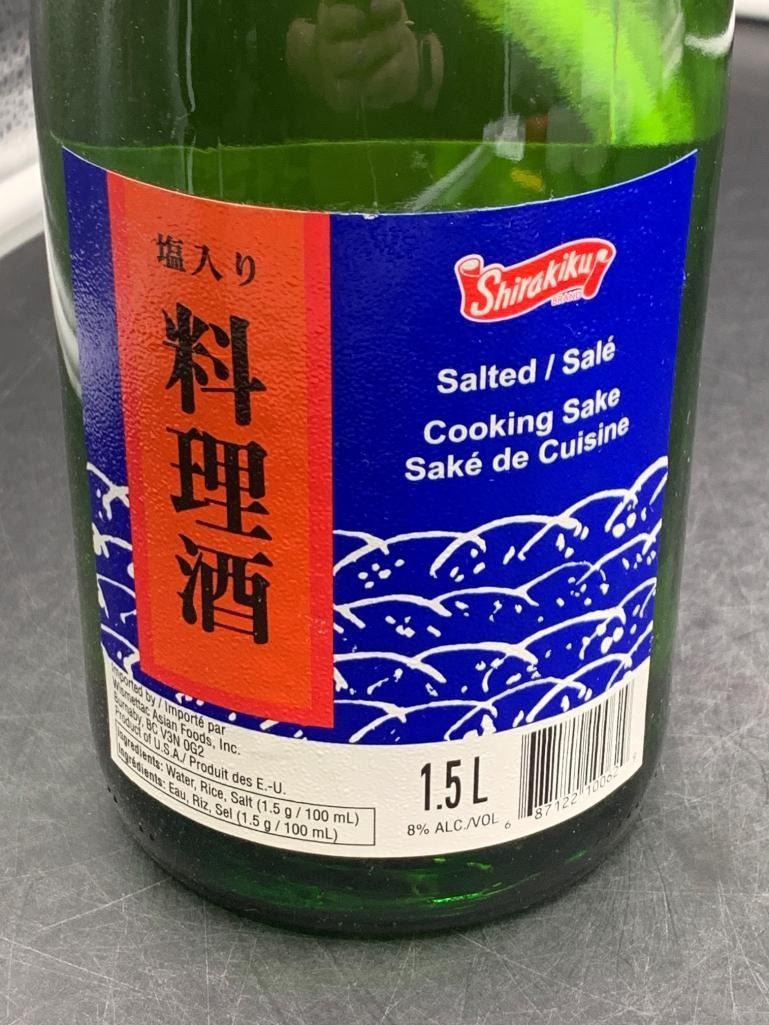 塩入り
料理酒
Shirakiku
BRAND
Salted / Salé
Cooking Sake
Saké de Cuisine
Imported by / Importé par
Wismettac Asian Foods, Inc.
Burnaby, BC V3N 0G2
Product of U.S.A./ Produit des E.-U.
Ingredients: Water, Rice, Salt (1.5 g / 100 mL)
Ingrédients: Eau, Riz, Sel (1.5 g / 100 mL)
1.5 L
8% ALC./VOL
6 87122